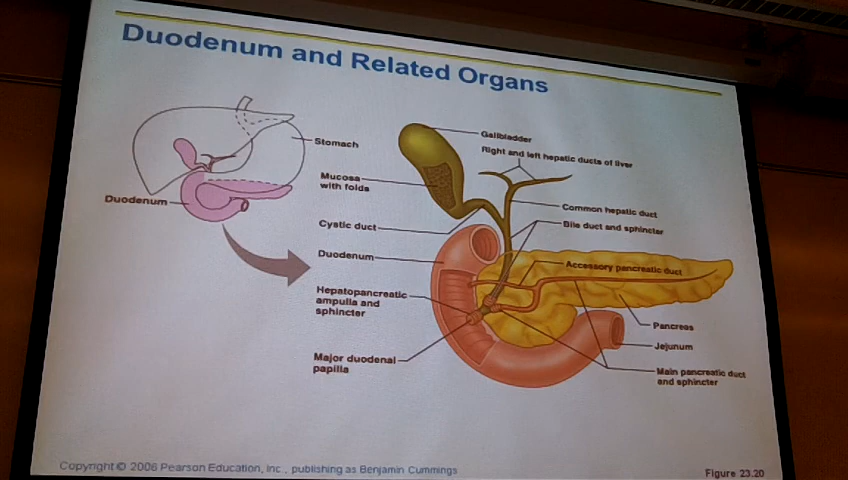 Duodenum and Related Organs
Stomach
Duodenum
Gallbladder
Right and left hepatic ducts of liver
Mucosa
with folds
Common hepatic duct
Cystic duct
Bile duct and sphincter
Duodenum
Accessory pancreatic duct
Hepatopancreatic
ampulla and
sphincter
Pancreas
Jejunum
Major duodenal
papilla
Main pancreatic duct
and sphincter
Copyright © 2006 Pearson Education, Inc., publishing as Benjamin Cummings
Figure 23.20